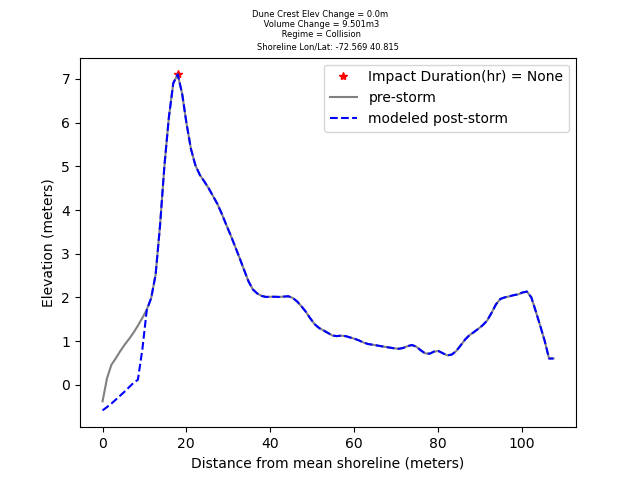 Dune Crest Elev Change = 0.0m
Volume Change = 9.501m3
Regime = Collision
Shoreline Lon/Lat: -72.569 40.815
Impact Duration(hr) = None
pre-storm
modeled post-storm
7
6
5
4
3
2
1
0
Elevation (meters)
0 20 40 60 80 100
Distance from mean shoreline (meters)